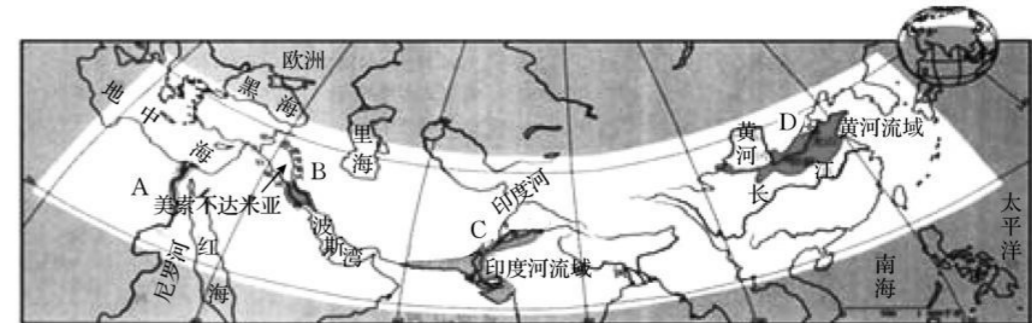 欧洲
黑海
地中海
里海
黄河
D
黄河流域
A
B
美索不达米亚
印度河
长江
C
波斯湾
印度河流域
尼罗河
红海
南海
太平洋